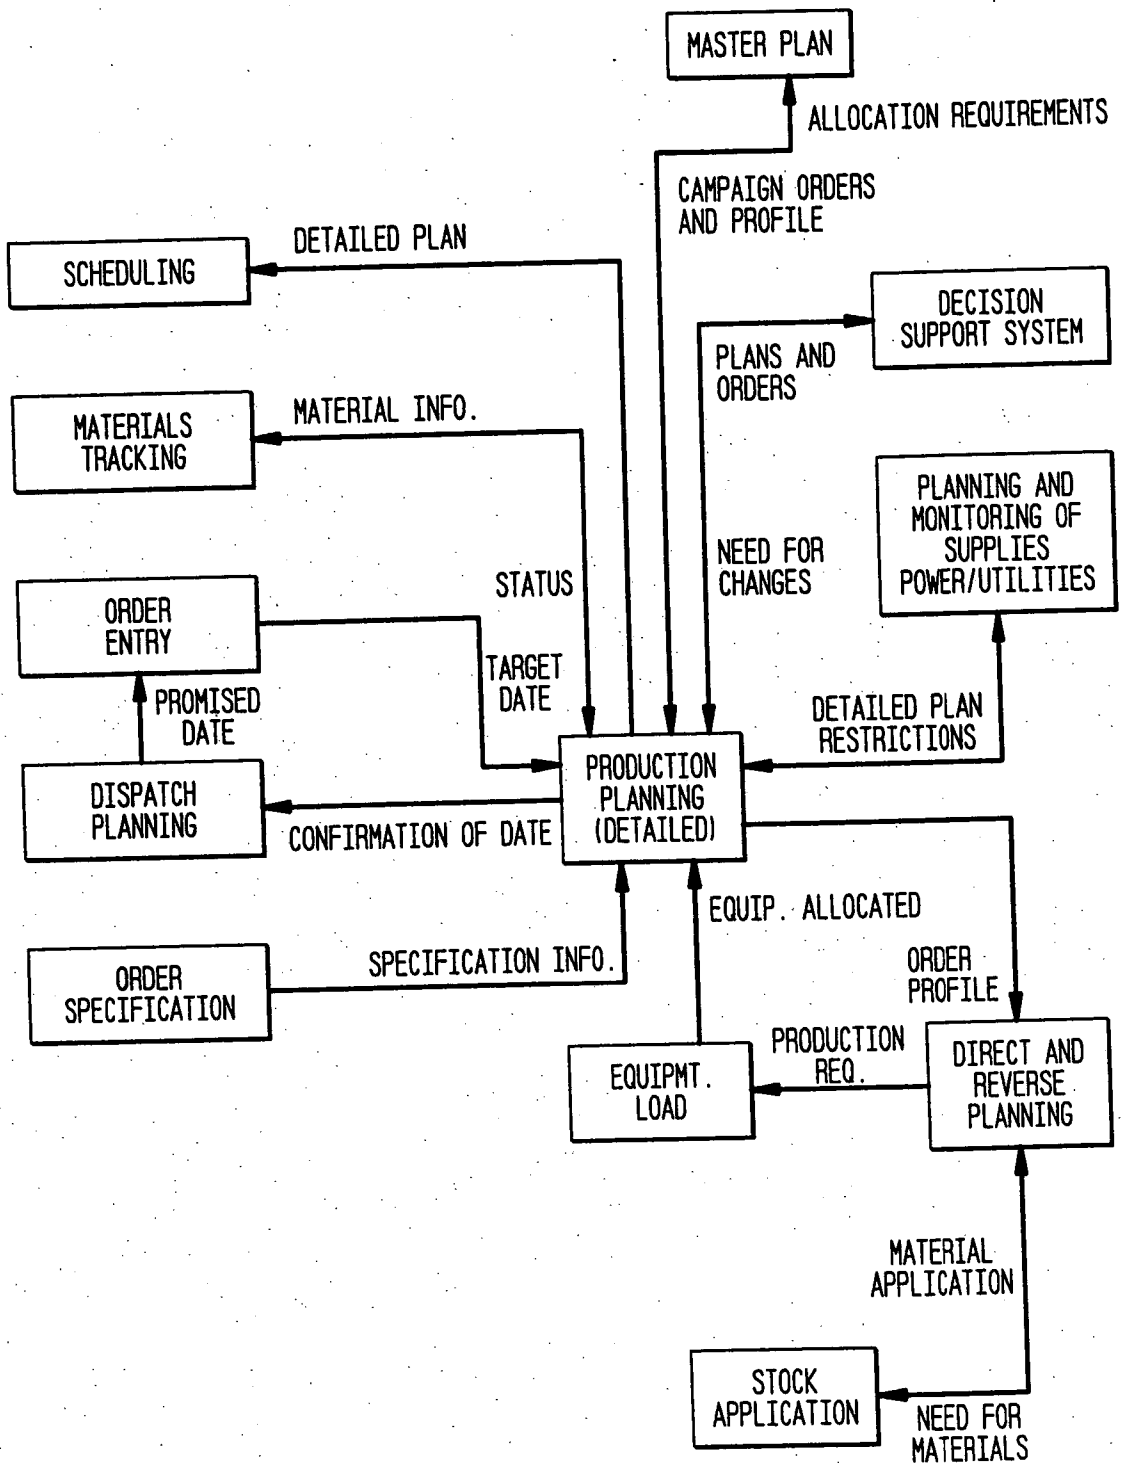 MASTER PLAN
ALLOCATION REQUIREMENTS
CAMPAIGN ORDERS
AND PROFILE
DETAILED PLAN
SCHEDULING
DECISION
SUPPORT SYSTEM
PLANS AND
ORDERS
MATERIAL INFO.
MATERIALS
TRACKING
PLANNING AND
MONITORING OF
SUPPLIES
POWER/UTILITIES
NEED FOR
CHANGES
STATUS
ORDER
ENTRY
TARGET
DATE
PROMISED
DATE
DETAILED PLAN
RESTRICTIONS
PRODUCTION
PLANNING
(DETAILED)
DISPATCH
PLANNING
CONFIRMATION OF DATE
EQUIP. ALLOCATED
SPECIFICATION INFO.
ORDER
SPECIFICATION
ORDER
PROFILE
PRODUCTION
REQ.
EQUIPMT.
LOAD
DIRECT AND
REVERSE
PLANNING
MATERIAL
APPLICATION
STOCK
APPLICATION
NEED FOR
MATERIALS